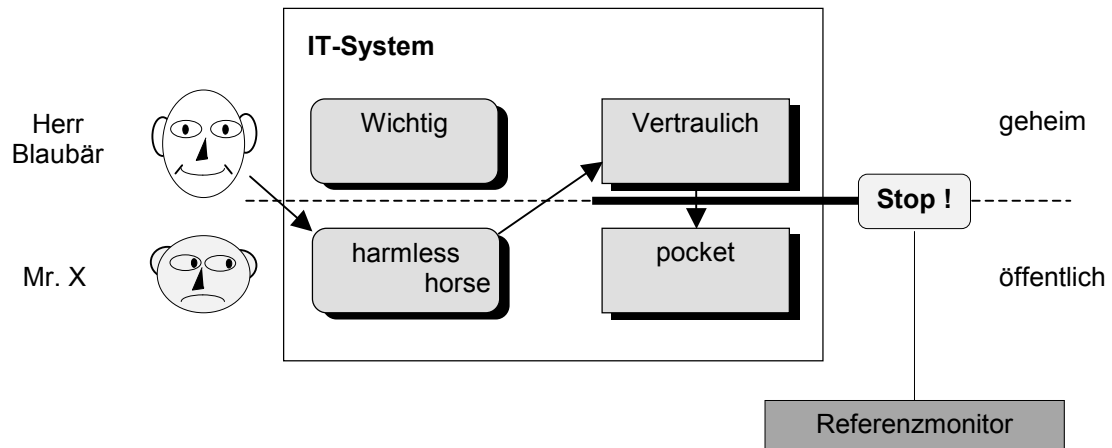 IT-System
Herr
Blaubär
Wichtig
Vertraulich
geheim
Stop !
Mr. X
harmless
horse
pocket
öffentlich
Referenzmonitor